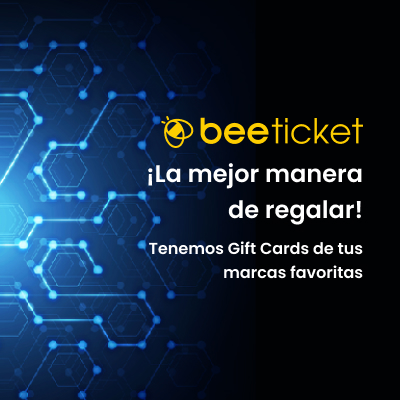 beeticket
¡La mejor manera
de regalar!
Tenemos Gift Cards de tus
marcas favoritas